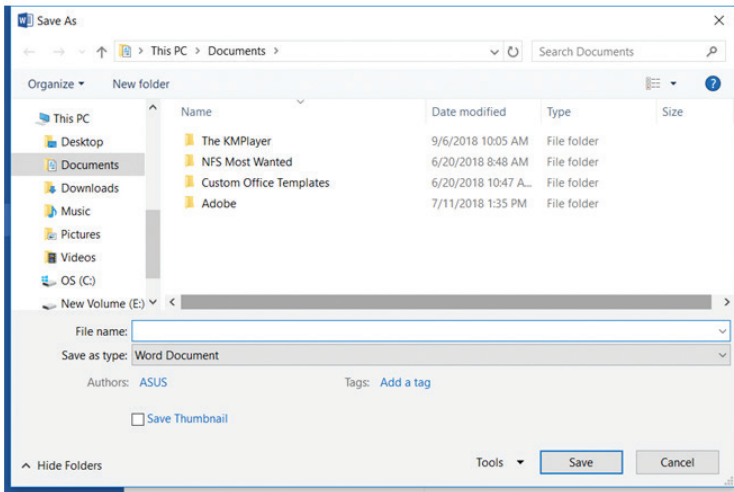 Save As
This PC > Documents >
Search Documents
Organize
New folder
Name
Date modified
Type
Size
This PC
Desktop
Documents
Downloads
Music
Pictures
Videos
OS (C:)
New Volume (E:)
The KMPlayer 9/6/2018 10:05 AM File folder
NFS Most Wanted 6/20/2018 8:48 AM File folder
Custom Office Templates 6/20/2018 10:47 A... File folder
Adobe 7/11/2018 1:35 PM File folder
File name:
Save as type: Word Document
Authors: ASUS
Tags: Add a tag
Save Thumbnail
Hide Folders
Tools
Save
Cancel